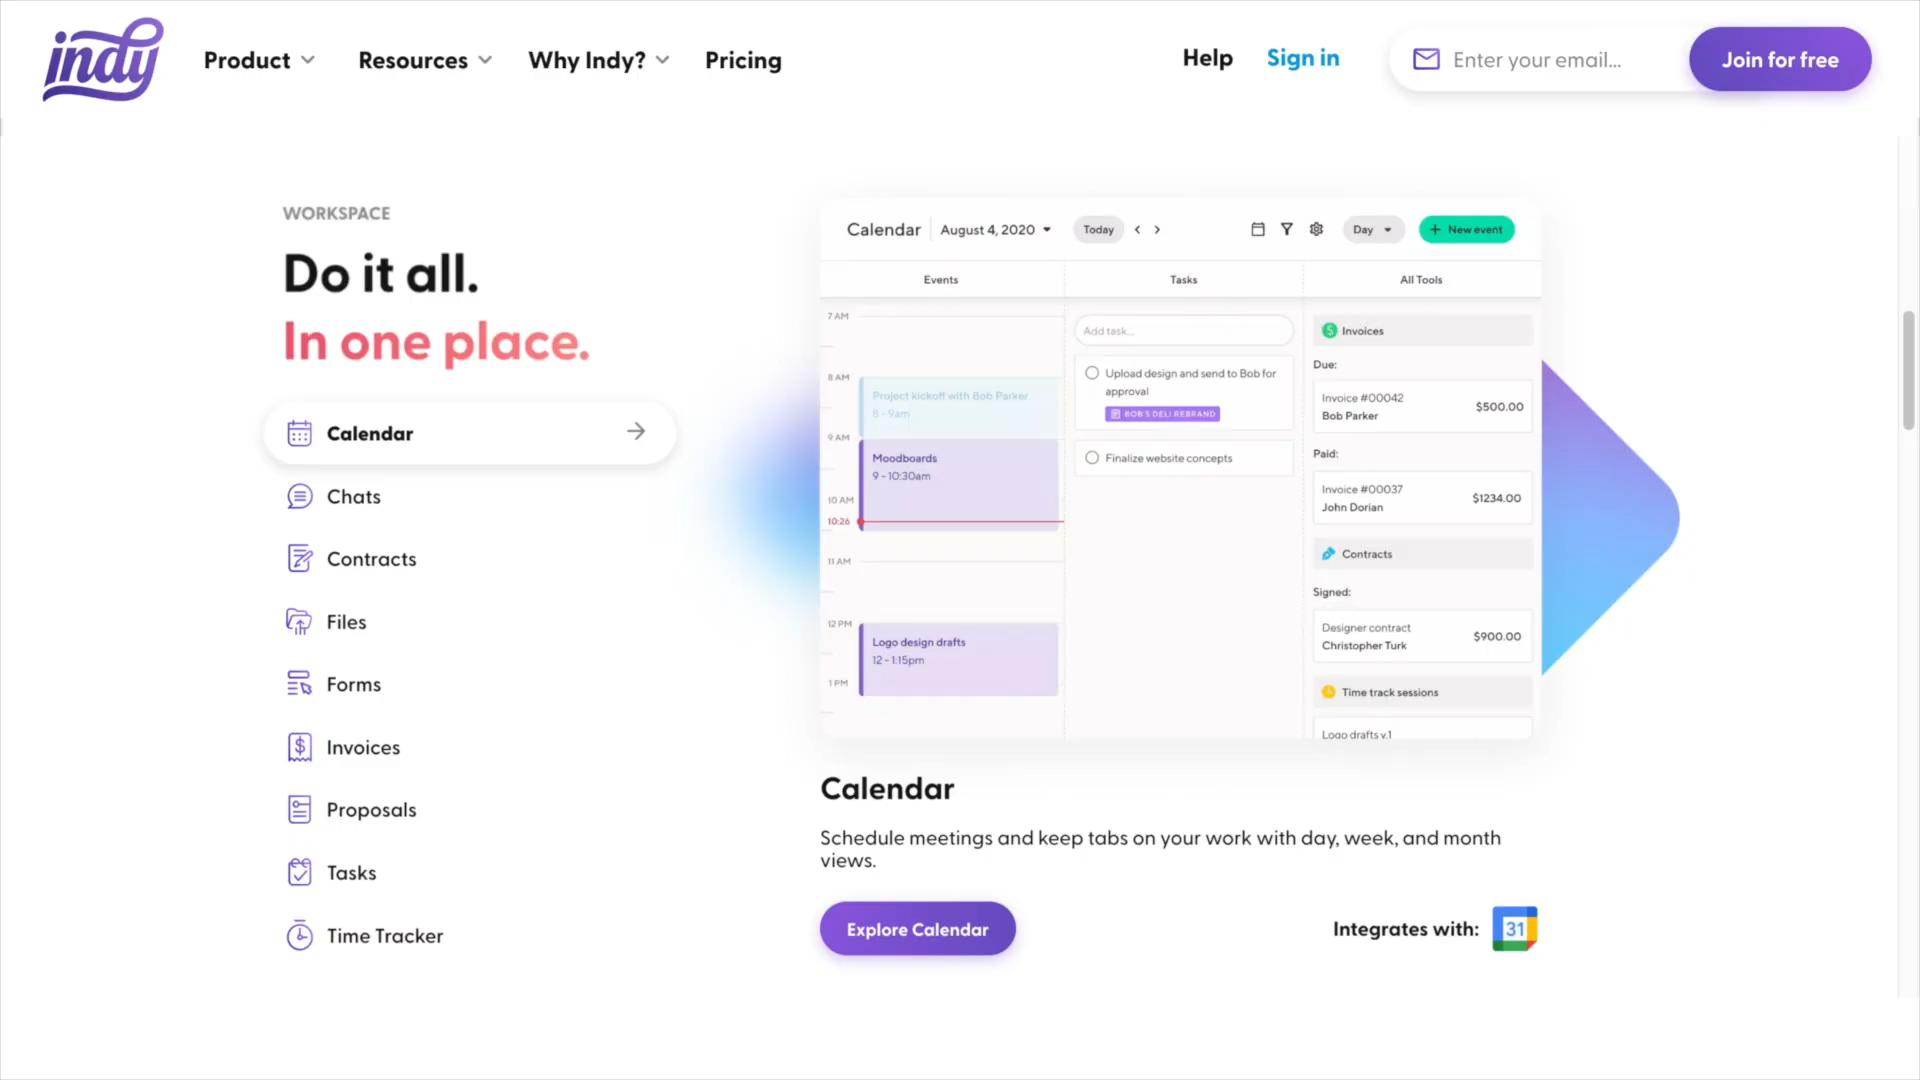 indy
Product
Resources
Why Indy?
Pricing
Help
Sign in
Enter your email...
Join for free
WORKSPACE
Do it all.
In one place.
Calendar
Chats
Contracts
Files
Forms
Invoices
Proposals
Tasks
Time Tracker
Calendar
August 4, 2020
Today
Day
+ New event
Events
Tasks
All Tools
7 AM
8 AM
Project kickoff with Bob Parker
8 - 9am
9 AM
Moodboards
9 - 10:30am
10 AM
10:26
11 AM
12 PM
Logo design drafts
12 - 1:15pm
1 PM
Add task...
Upload design and send to Bob for
approval
BOB'S DELI REBRAND
Finalize website concepts
Invoices
Due:
Invoice #00042
Bob Parker
$500.00
Paid:
Invoice #00037
John Dorian
$1234.00
Contracts
Signed:
Designer contract
Christopher Turk
$900.00
Time track sessions
Logo drafts v.1
Calendar
Schedule meetings and keep tabs on your work with day, week, and month
views.
Explore Calendar
Integrates with:
31